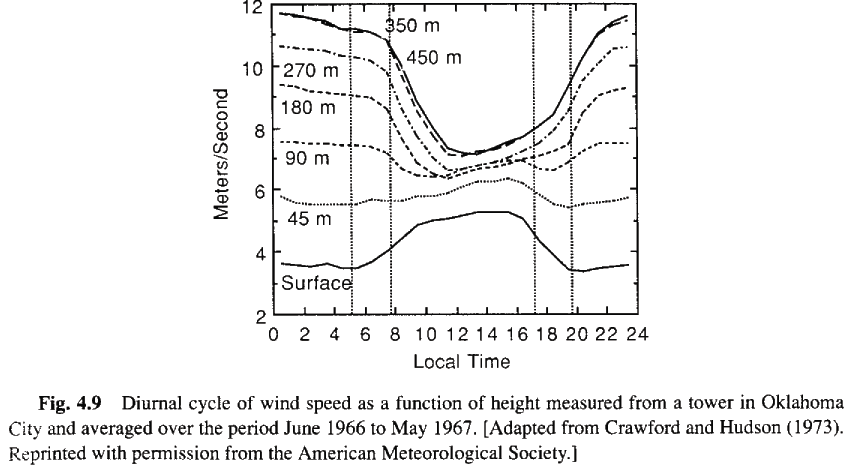 12
10
8
6
4
2
Meters/Second
350 m
450 m
270 m
180 m
90 m
45 m
Surface
0 2 4 6 8 10 12 14 16 18 20 22 24
Local Time
Fig. 4.9 Diurnal cycle of wind speed as a function of height measured from a tower in Oklahoma
City and averaged over the period June 1966 to May 1967. [Adapted from Crawford and Hudson (1973).
Reprinted with permission from the American Meteorological Society.]